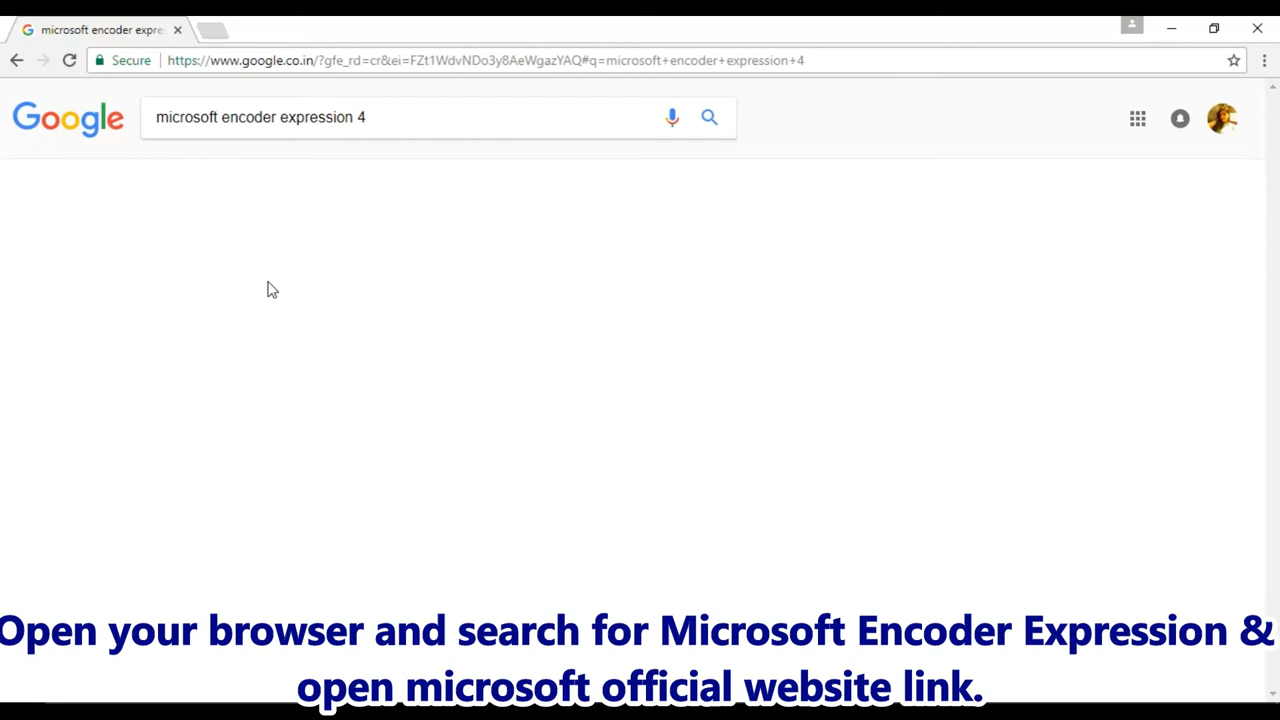 microsoft encoder expre
Secure https://www.google.co.in/?gfe_rd=cr&ei=FZt1WdvNDo3y8AeWgazYAQ#q=microsoft+encoder+expression+4
Google microsoft encoder expression 4
Open your browser and search for Microsoft Encoder Expression &
open microsoft official website link.